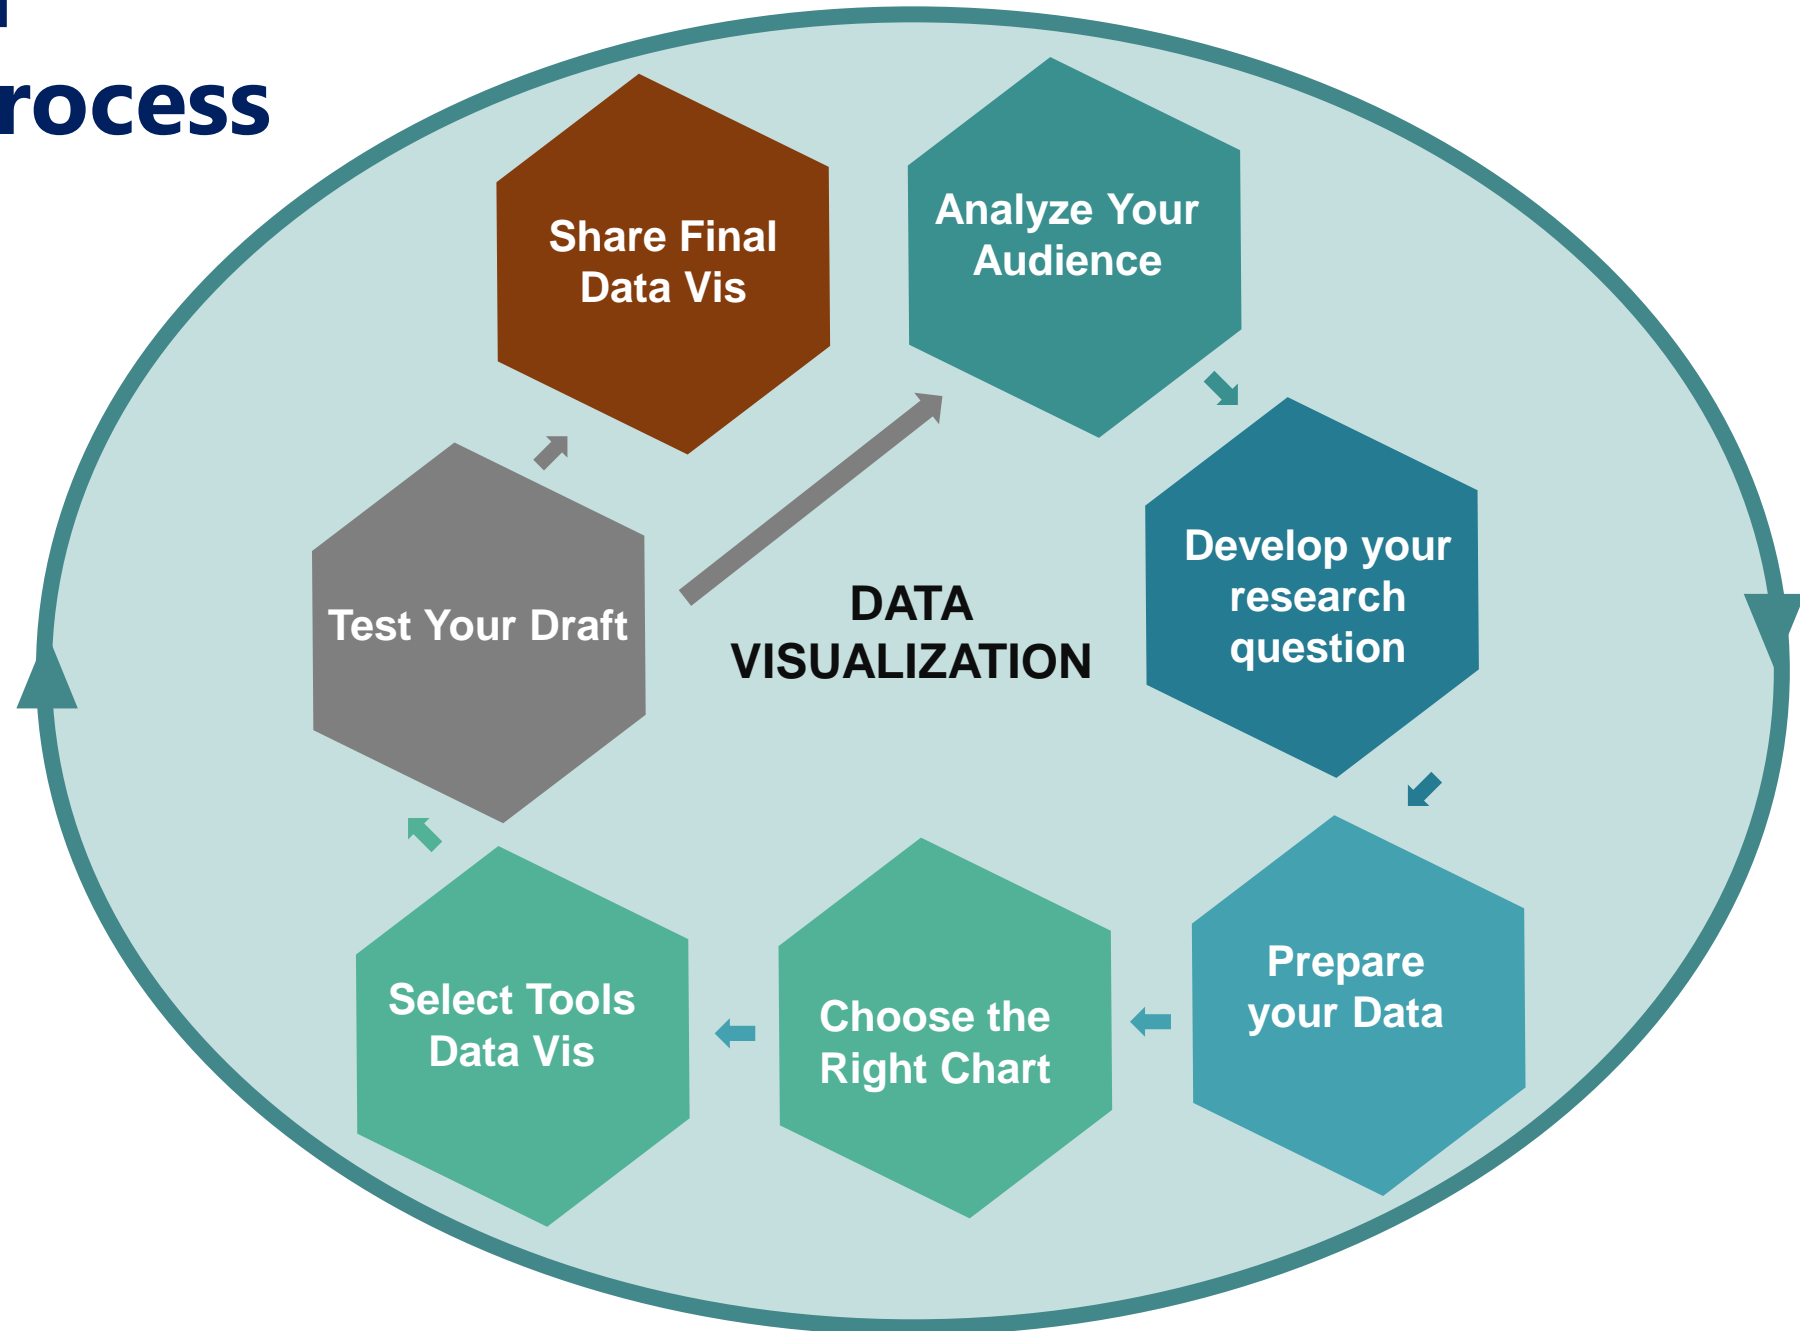 rocess
Share Final
Data Vis
Analyze Your
Audience
Develop your
research
question
Prepare
your Data
Choose the
Right Chart
Select Tools
Data Vis
Test Your Draft
DATA
VISUALIZATION